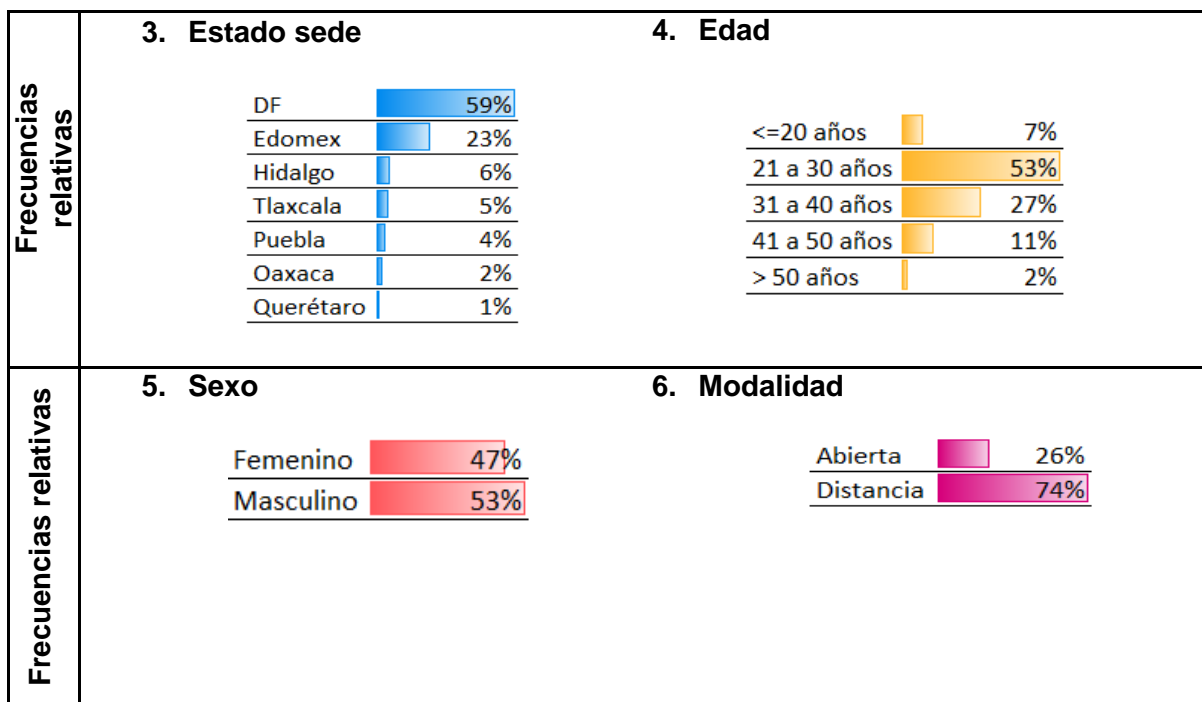 Frecuencias
relativas
3. Estado sede
DF 59%
Edomex 23%
Hidalgo 6%
Tlaxcala 5%
Puebla 4%
Oaxaca 2%
Querétaro 1%
4. Edad
<=20 años 7%
21 a 30 años 53%
31 a 40 años 27%
41 a 50 años 11%
> 50 años 2%
Frecuencias relativas
5. Sexo
Femenino 47%
Masculino 53%
6. Modalidad
Abierta 26%
Distancia 74%